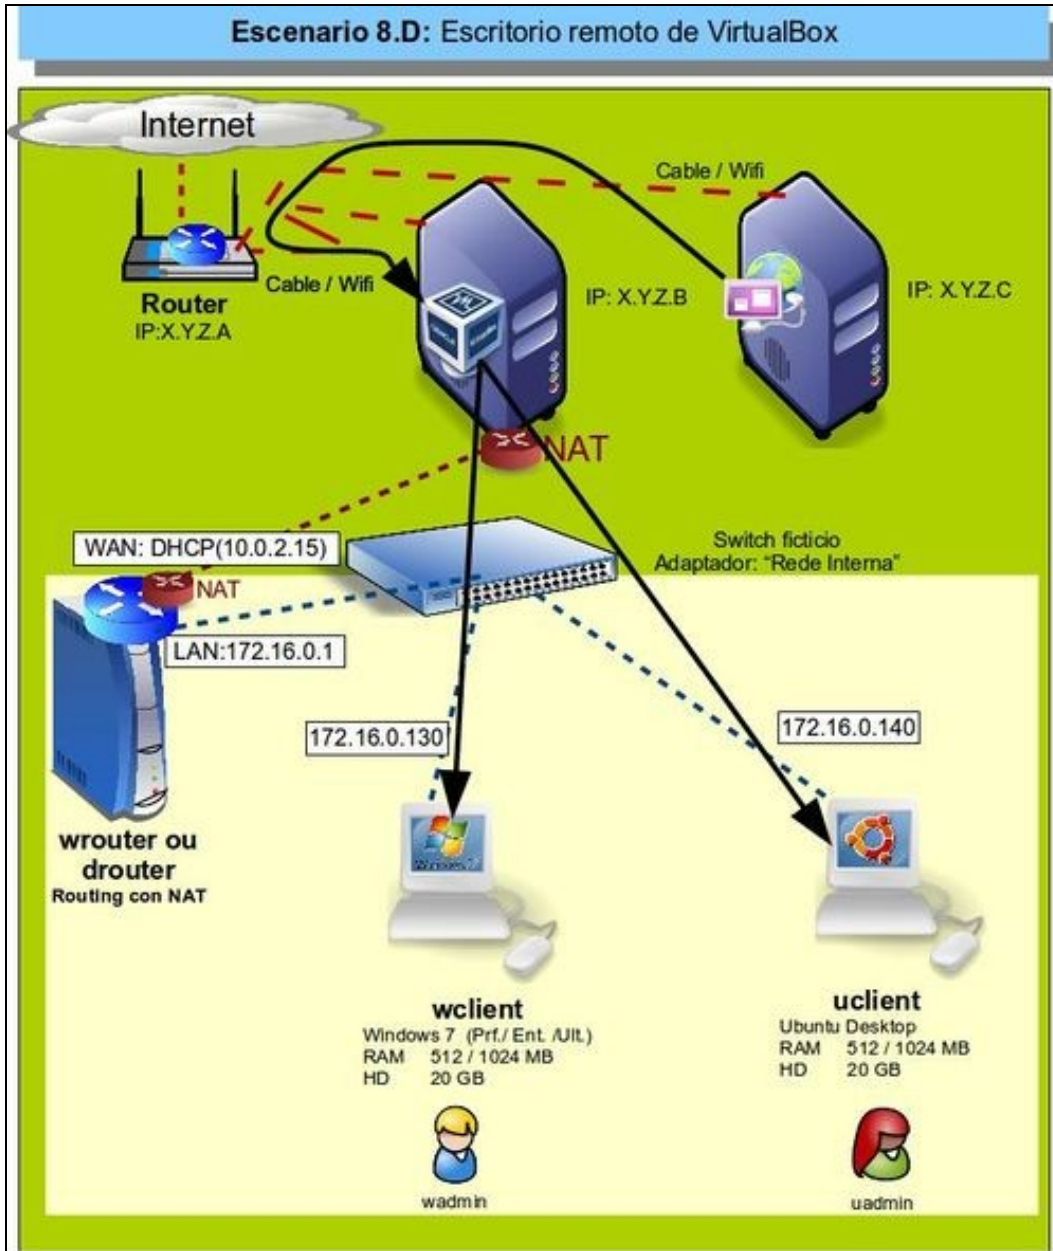 Escenario 8.D: Escritorio remoto de VirtualBox
Internet
Cable / Wifi
Router
IP:X.Y.Z.A
Cable / Wifi
IP: X.Y.Z.B
IP: X.Y.Z.C
NAT
WAN: DHCP(10.0.2.15)
Switch ficticio
Adaptador: "Rede Interna"
NAT
LAN:172.16.0.1
172.16.0.130
172.16.0.140
wrouter ou
drouter
Routing con NAT
wclient
Windows 7 (Prf./ Ent. /Ult.)
RAM 512 / 1024 MB
HD 20 GB
uclient
Ubuntu Desktop
RAM 512 / 1024 MB
HD 20 GB
wadmin
uadmin